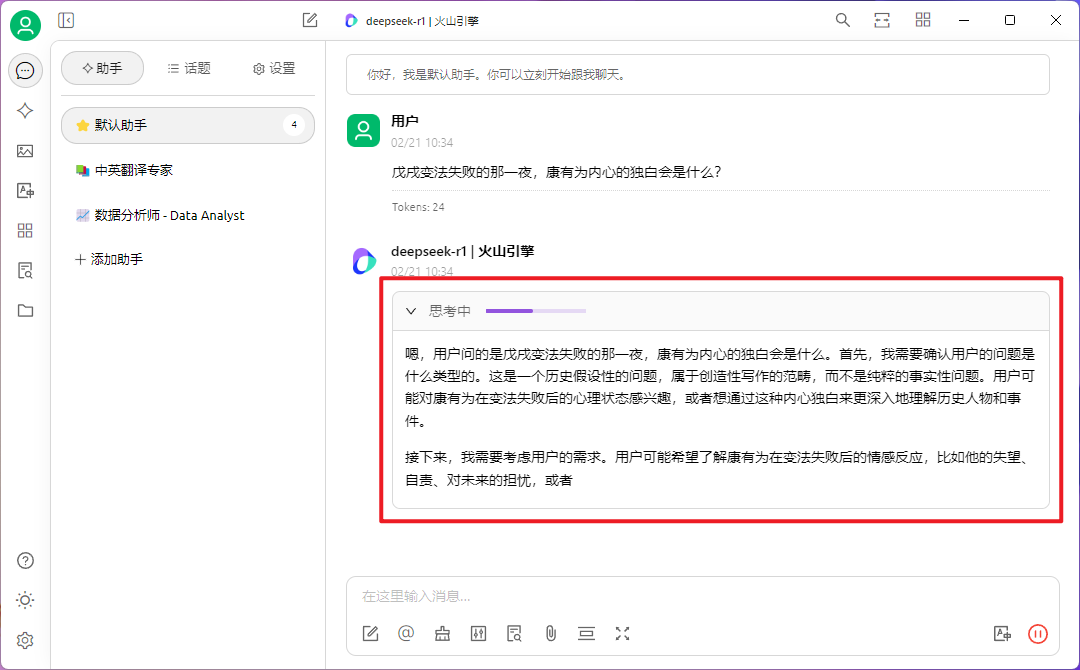 deepseek-r1 | 火山引擎
助手
话题
设置
默认助手
4
中英翻译专家
数据分析师 - Data Analyst
添加助手
你好，我是默认助手。你可以立刻开始跟我聊天。
用户
02/21 10:34
戊戌变法失败的那一夜，康有为内心的独白会是什么？
Tokens: 24
deepseek-r1 | 火山引擎
02/21 10:34
思考中
嗯，用户问的是戊戌变法失败的那一夜，康有为内心的独白会是什么。首先，我需要确认用户的问题是
什么类型的。这是一个历史假设性的问题，属于创造性写作的范畴，而不是纯粹的事实性问题。用户可
能对康有为在变法失败后的心理状态感兴趣，或者想通过这种内心独白来更深入地理解历史人物和事
件。
接下来，我需要考虑用户的需求。用户可能希望了解康有为在变法失败后的情感反应，比如他的失望、
自责、对未来的担忧，或者
在这里输入消息...